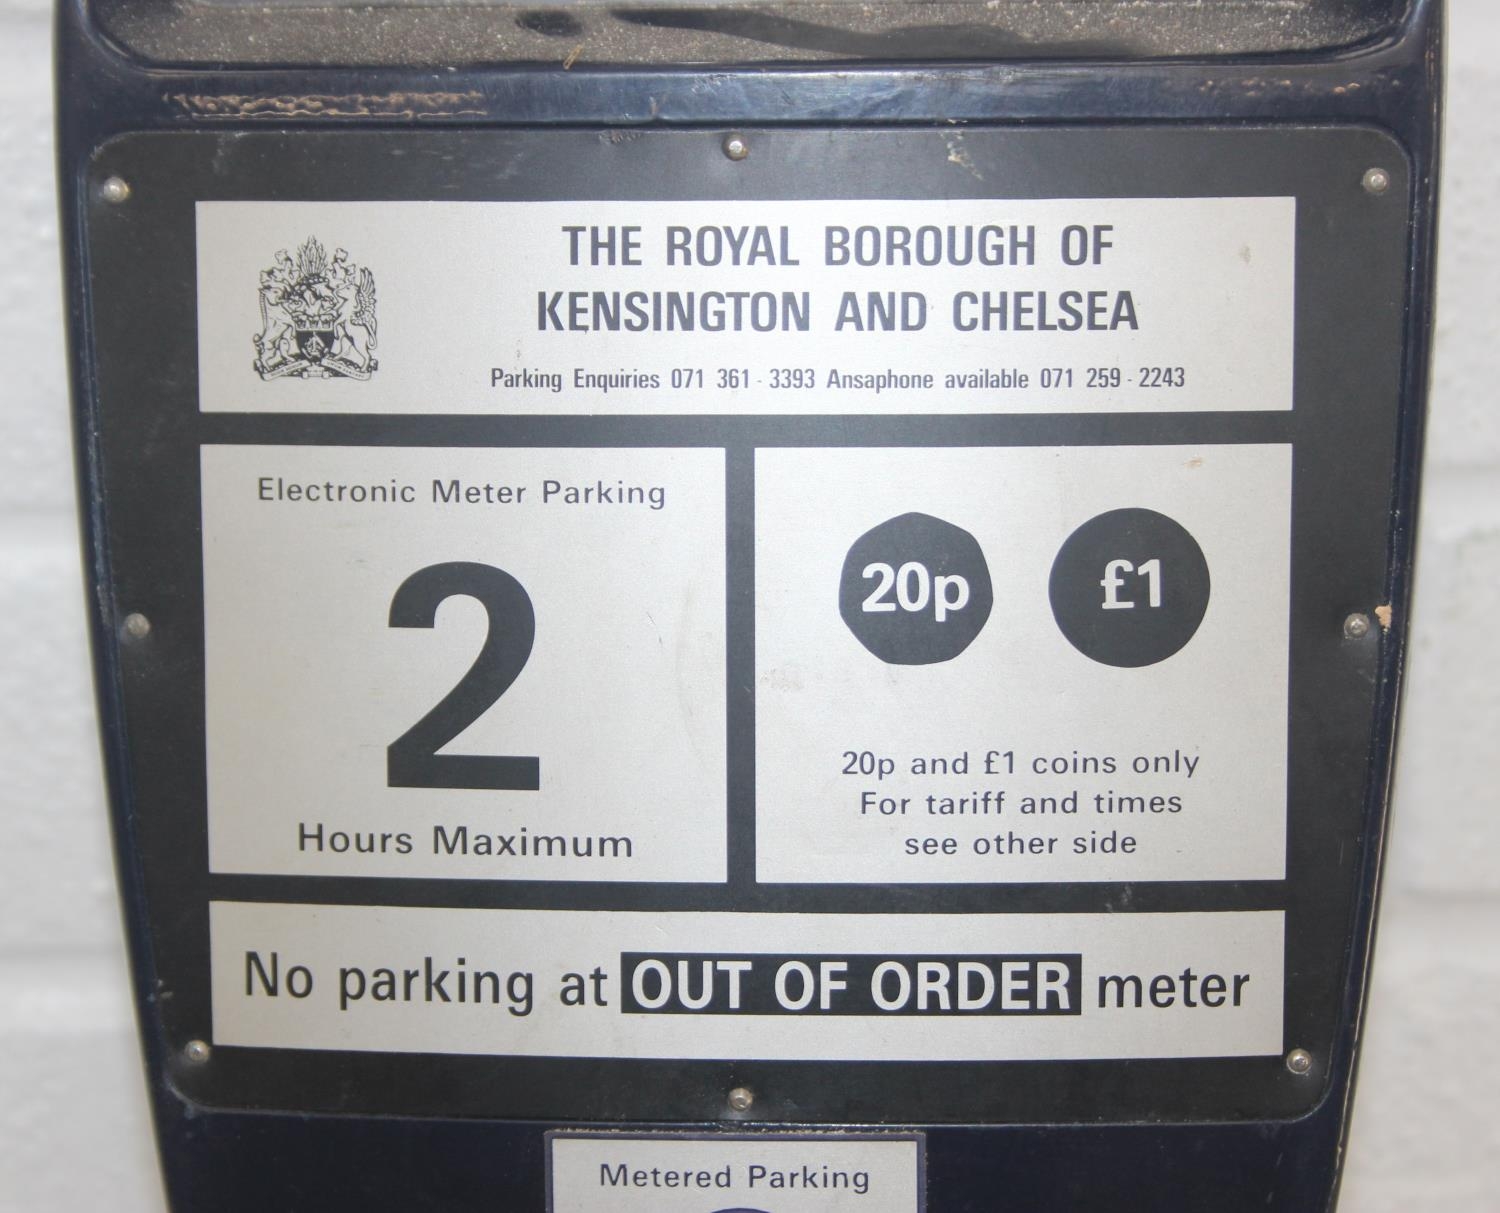 THE ROYAL BOROUGH OF
KENSINGTON AND CHELSEA
Parking Enquiries 071 361 - 3393 Ansaphone available 071 259 - 2243
Electronic Meter Parking
2
Hours Maximum
20p £1
20p and £1 coins only
For tariff and times
see other side
No parking at OUT OF ORDER meter
Metered Parking